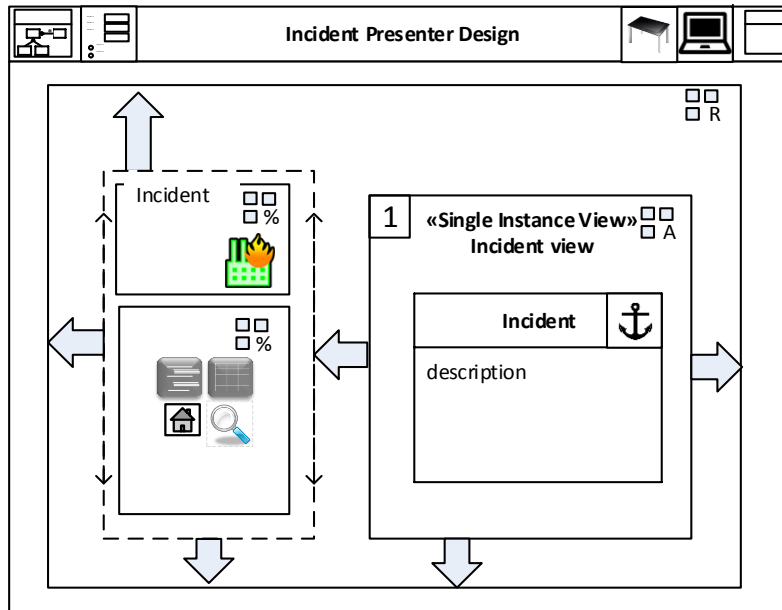 Incident Presenter Design
R
Incident
%
1
«Single Instance View»
A
Incident view
%
Incident
description